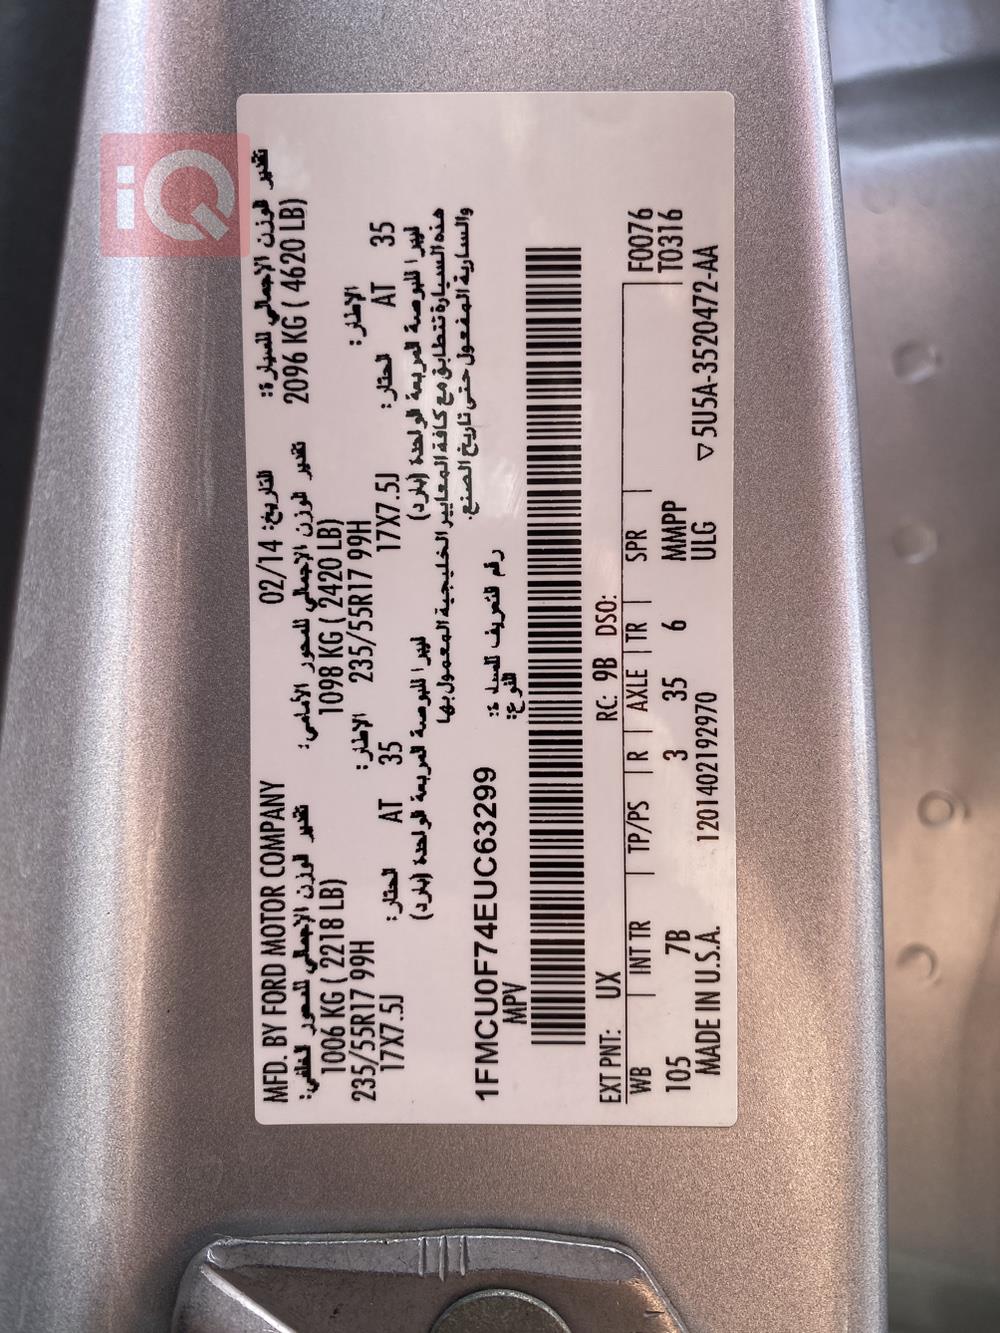 iQ
MFD. BY FORD MOTOR COMPANY 02/14 :التاريخ تقدير الوزن الإجمالي للسيارة:
تقدير الوزن الإجمالي للمحور الخلفي: تقدير الوزن الإجمالي للمحور الأمامي: 2096 KG ( 4620 LB)
1006 KG ( 2218 LB) 1098 KG ( 2420 LB)
235/55R17 99H الإطار: 235/55R17 99H الإطار:
17X7.5J الحتار: AT 35 17X7.5J الحتار: AT 35
ليبرا للبوصة المربعة الواحدة (بارد) ليبرا للبوصة المربعة الواحدة (بارد)
هذه السيارة تتطابق مع كافة المعايير الخليجية المعمول بها
والسارية المفعول حتى تاريخ الصنع.
1FMCU0F74EUC63299 رقم التعريف للسيارة:
MPV النوع:
EXT PNT: UX RC: 9B DSO:
WB INT TR TP/PS R AXLE TR SPR F0076
105 7B 3 35 6 MMPP T0316
MADE IN U.S.A. 1201402192970 ULG ▽5U5A-3520472-AA